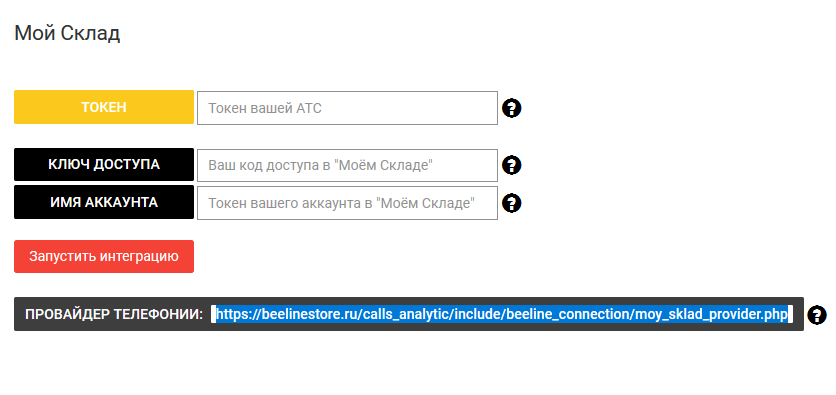 Мой Склад
ТОКЕН Токен вашей АТС ?
КЛЮЧ ДОСТУПА Ваш код доступа в "Моём Складе" ?
ИМЯ АККАУНТА Токен вашего аккаунта в "Моём Складе" ?
Запустить интеграцию
ПРОВАЙДЕР ТЕЛЕФОНИИ: https://beelinestore.ru/calls_analytic/include/beeline_connection/moy_sklad_provider.php ?